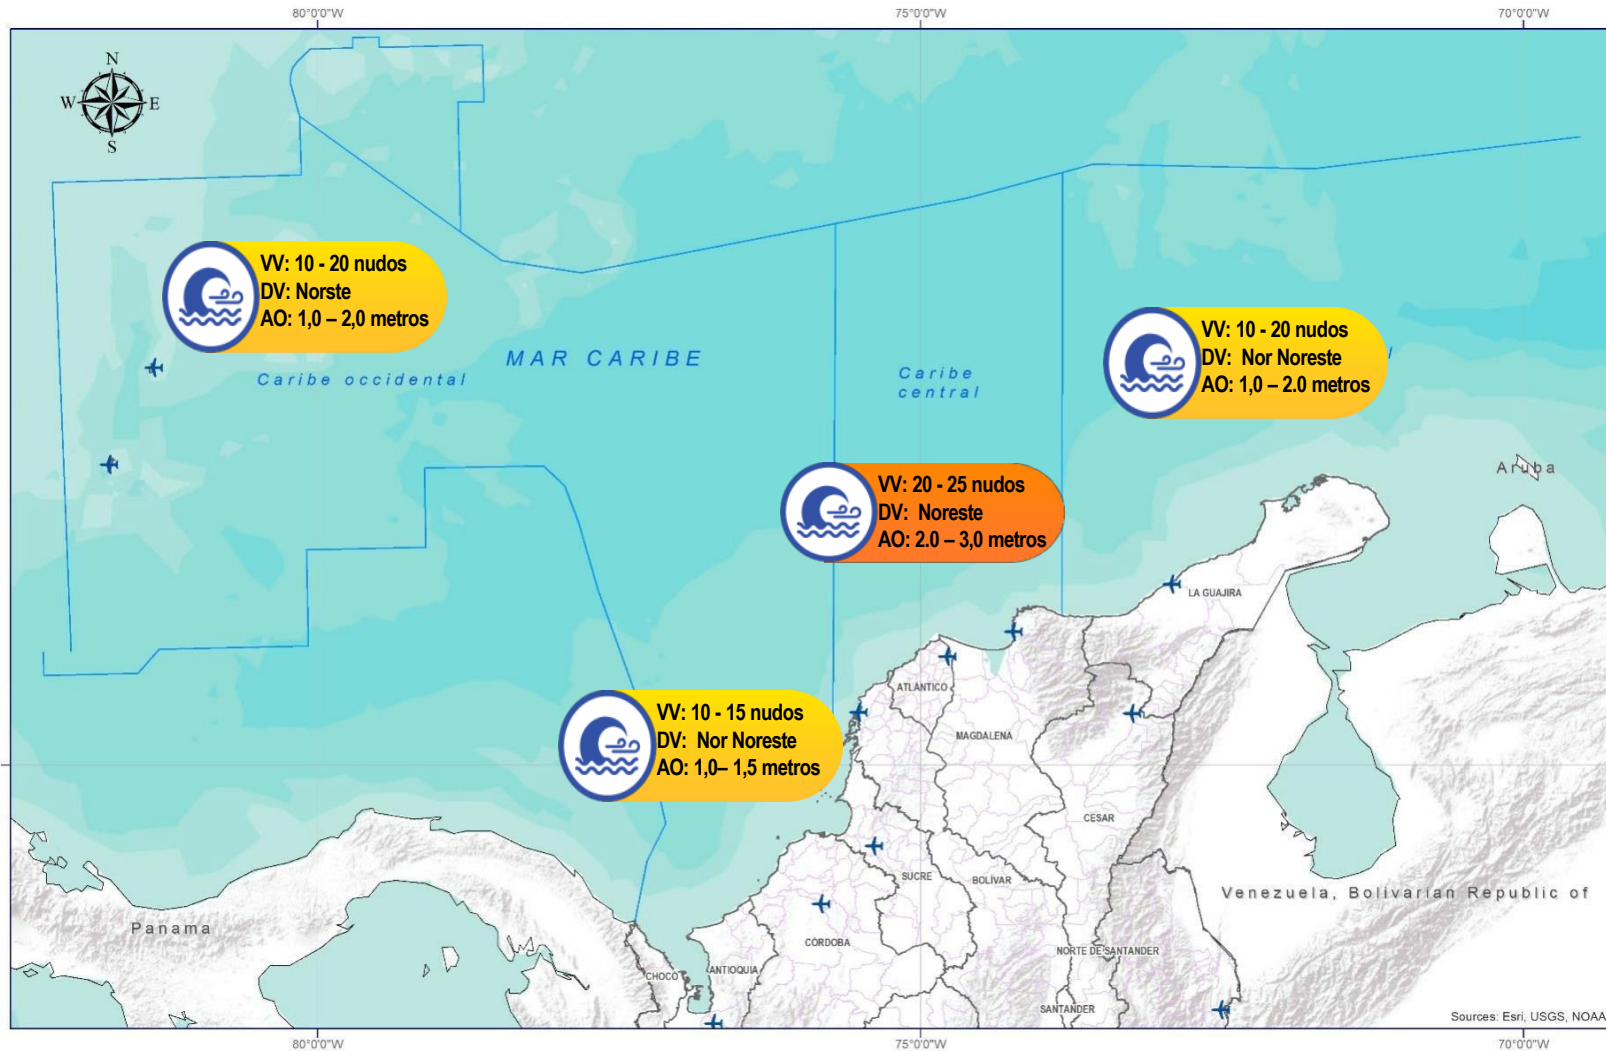 80°0'0"W
75°0'0"W
70°0'0"W
N
W
E
S
VV: 10 - 20 nudos
DV: Norste
AO: 1,0 – 2,0 metros
VV: 10 - 20 nudos
DV: Nor Noreste
AO: 1,0 – 2.0 metros
MAR CARIBE
Caribe occidental
Caribe
central
VV: 20 - 25 nudos
DV: Noreste
AO: 2.0 – 3,0 metros
Aruba
LA GUAJIRA
ATLÁNTICO
VV: 10 - 15 nudos
DV: Nor Noreste
AO: 1,0– 1,5 metros
MAGDALENA
CESAR
SUCRE
BOLÍVAR
Venezuela, Bolivarian Republic of
Panama
CÓRDOBA
NORTE DE SANTANDER
CHOCÓ
ANTIOQUIA
SANTANDER
Sources: Esri, USGS, NOAA
80°0'0"W
75°0'0"W
70°0'0"W